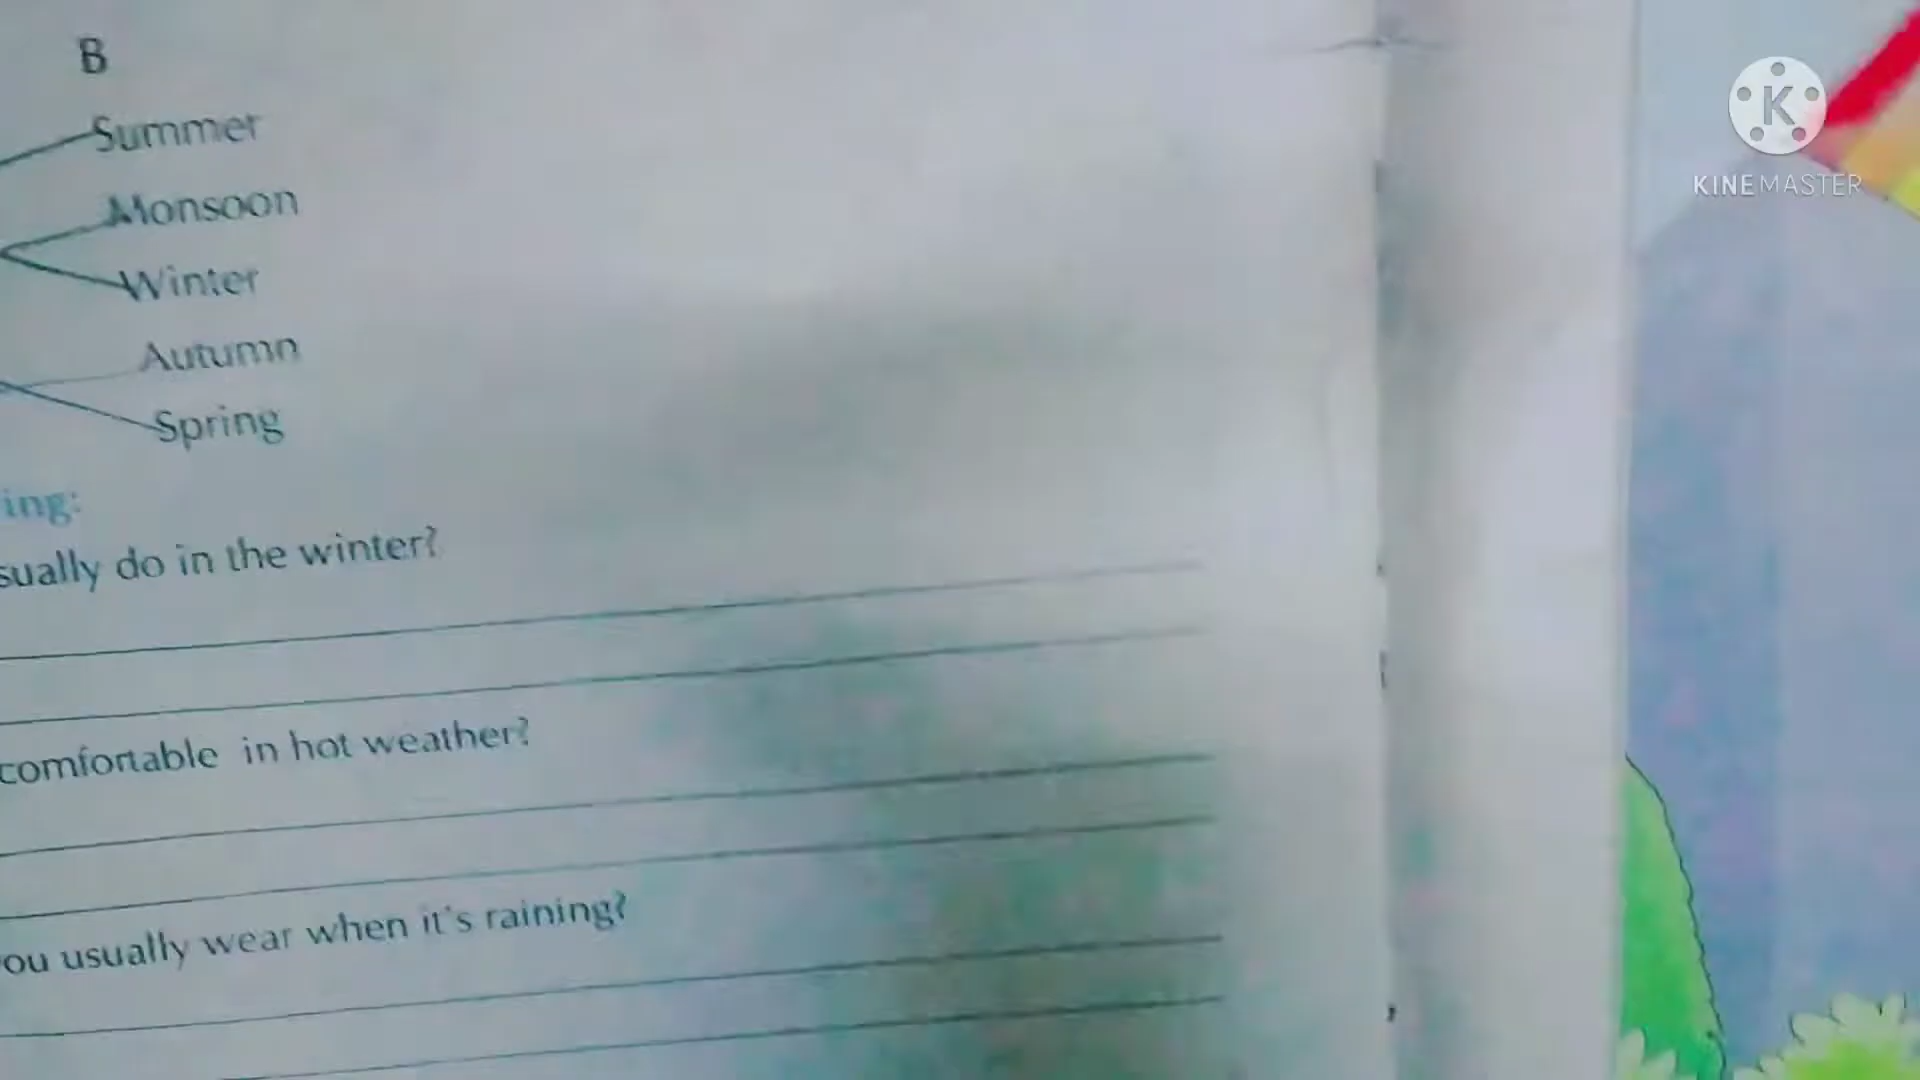 B
Summer
Monsoon
Winter
Autumn
Spring
ing:
sually do in the winter?
comfortable in hot weather?
ou usually wear when it's raining?
K
KINEMASTER